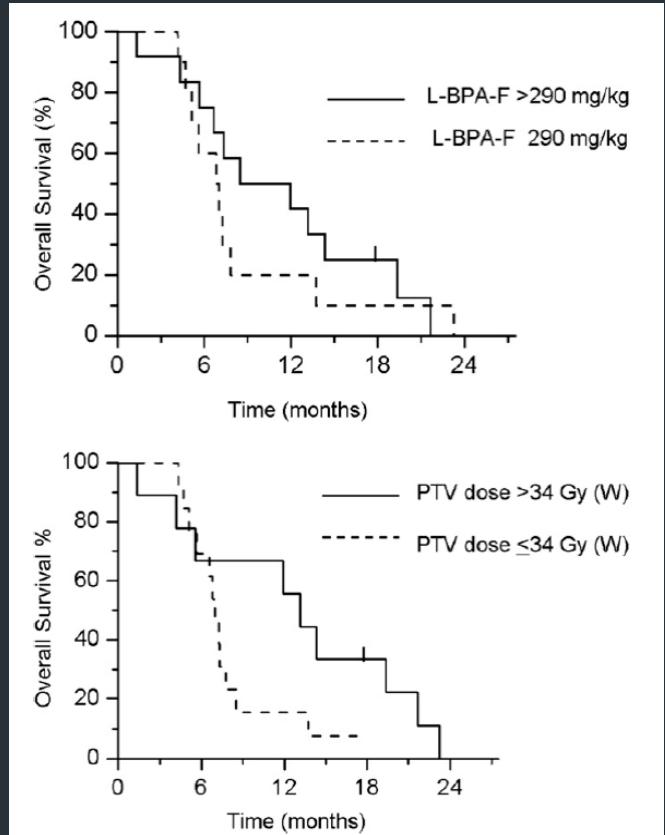 100
80
60
40
20
0
Overall Survival (%)
L-BPA-F >290 mg/kg
L-BPA-F 290 mg/kg
0 6 12 18 24
Time (months)
100
80
60
40
20
0
Overall Survival %
PTV dose >34 Gy (W)
PTV dose ≤34 Gy (W)
0 6 12 18 24
Time (months)